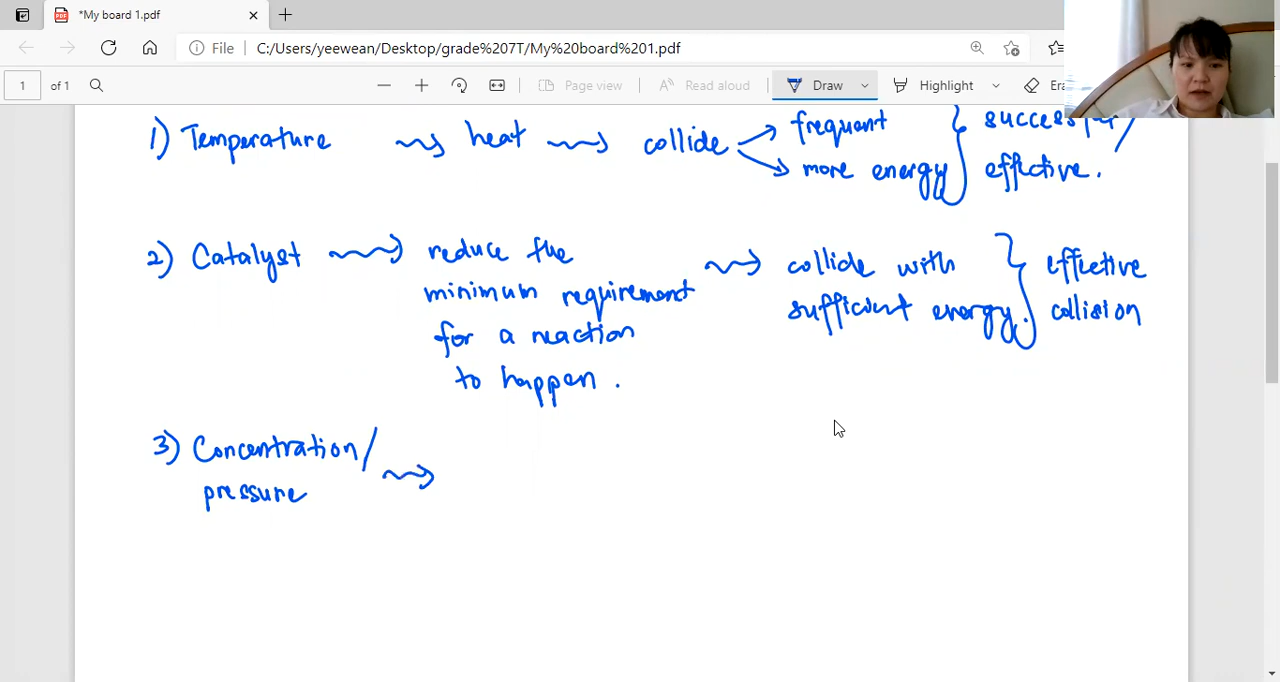 *My board 1.pdf
File C:/Users/yeewean/Desktop/grade%207T/My%20board%201.pdf
1 of 1 Page view Read aloud Draw Highlight Era
1) Temperature heat collide frequent successful/
more energy effective.
2) Catalyst reduce the collide with effective
minimum requirement sufficient energy. collision
for a reaction
to happen.
3) Concentration/
pressure